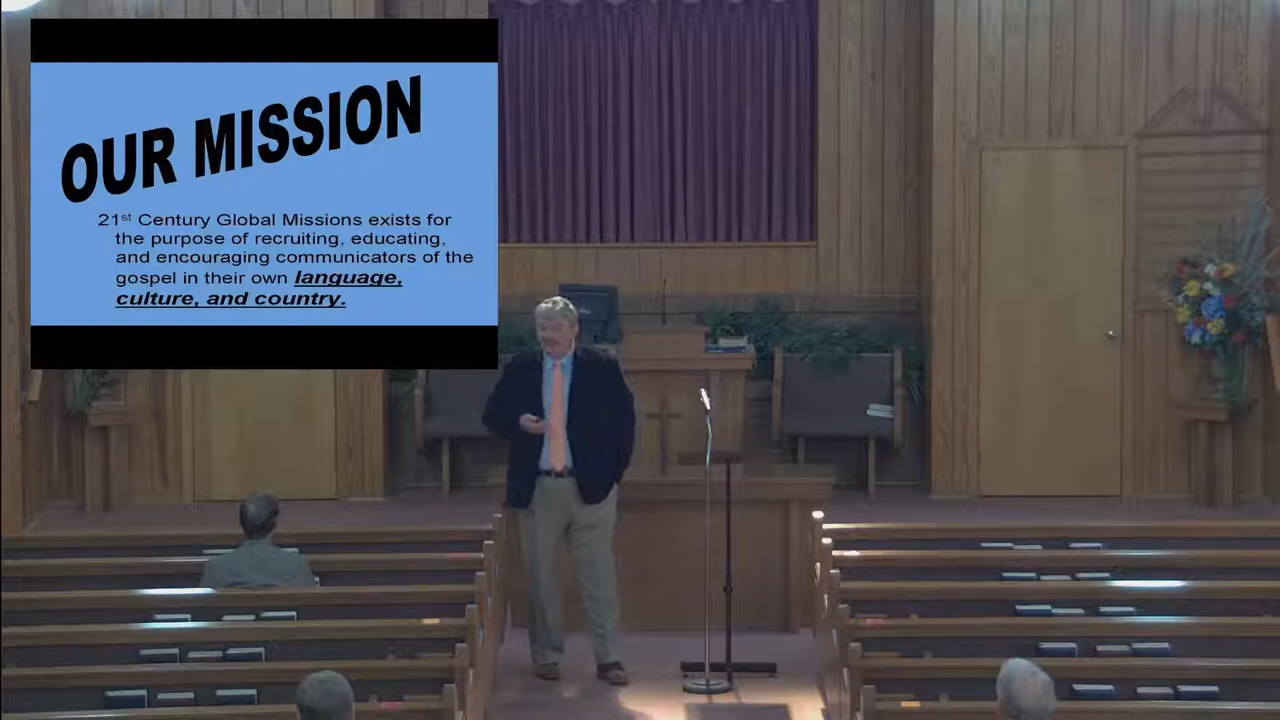 OUR MISSION
21st Century Global Missions exists for
the purpose of recruiting, educating,
and encouraging communicators of the
gospel in their own language,
culture, and country.